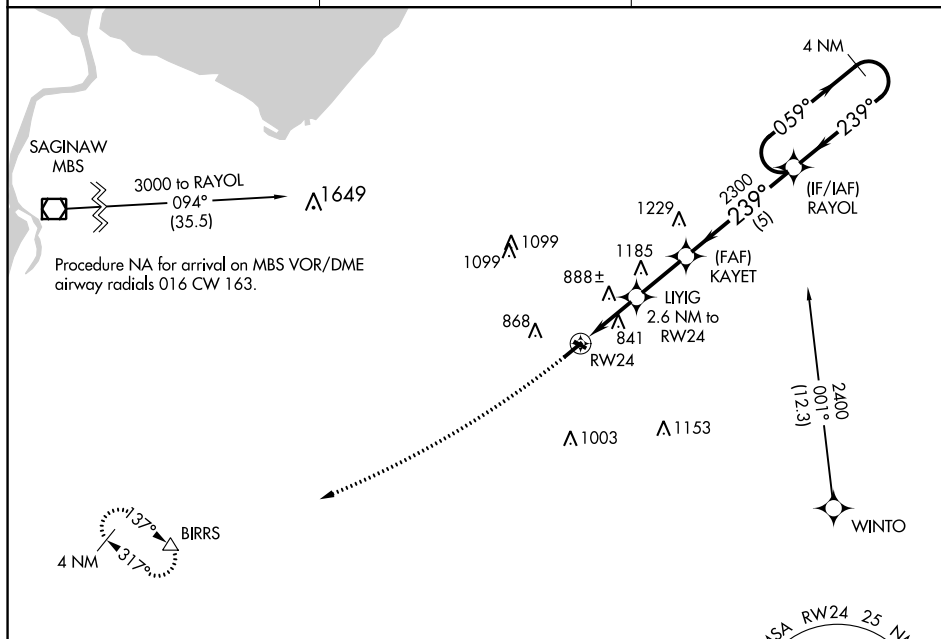 4 NM
059°
239°
SAGINAW
MBS
3000 to RAYOL
094°
(35.5)
1649
Procedure NA for arrival on MBS VOR/DME
airway radials 016 CW 163.
(IF/IAF)
RAYOL
2300
239°
(5)
1229
1099
1099
1185
(FAF)
KAYET
888±
LIYIG
2.6 NM to
RW24
868
841
RW24
2400
001°
(12.3)
1003
1153
WINTO
137°
BIRRS
4 NM
317°
RW24 25